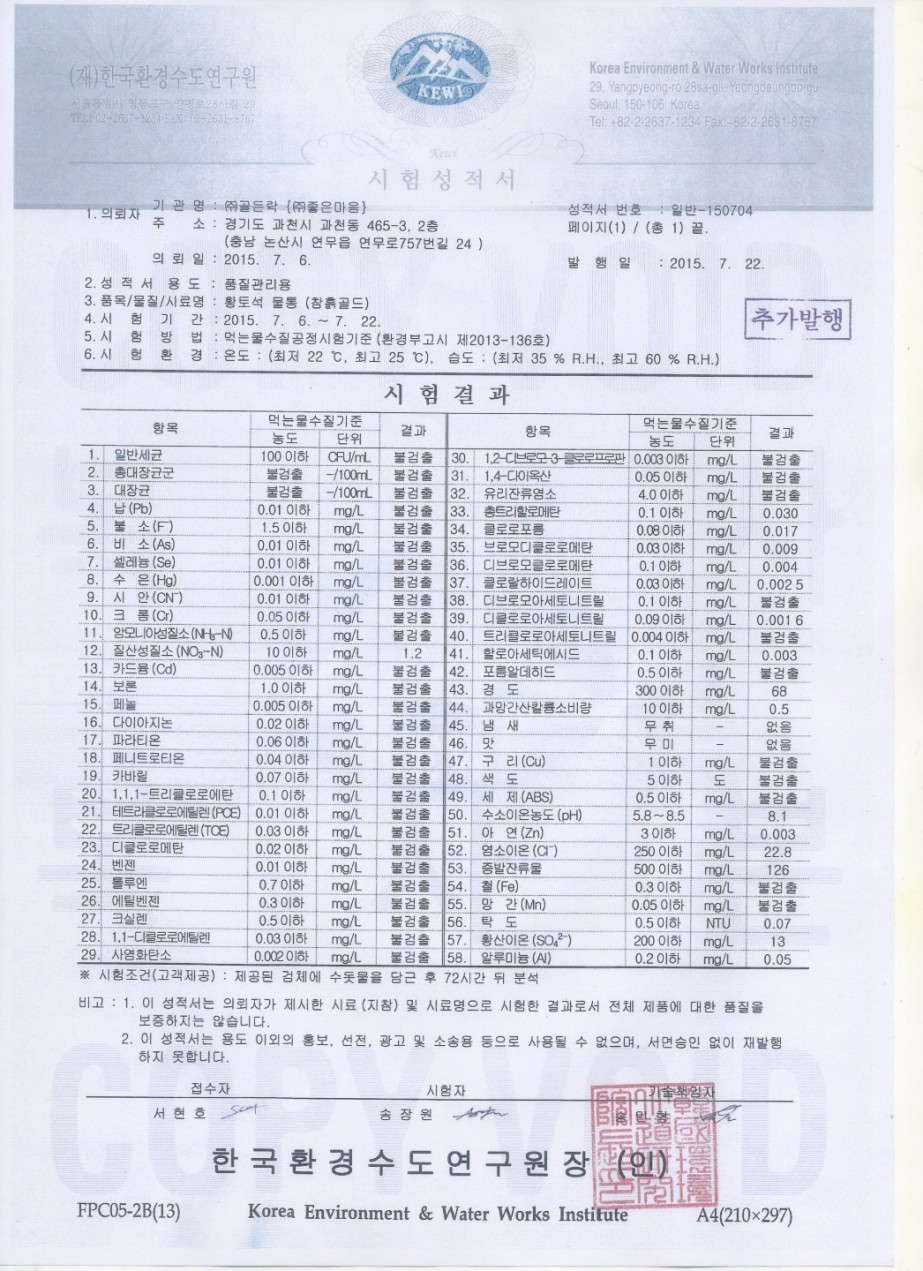 (재)한국환경수도연구원
서울특별시 영등포구 양평로28사길 29
TEL: 02-2637-1234 FAX: 02-2631-8767
KEWI
Korea Environment & Water Works Institute
29, Yangpyeong-ro 28sa-gil, Yeongdeungpo-gu
Seoul, 150-106, Korea
Tel: +82-2-2637-1234 Fax: +82-2-2631-8767
Kewi
시험성적서
1. 의뢰자 기 관 명 : ㈜골든락 {㈜좋은마음}
주 소 : 경기도 과천시 과천동 465-3, 2층
(충남 논산시 연무읍 연무로757번길 24 )
의 뢰 일 : 2015. 7. 6.
성적서 번호 : 일반-150704
페이지(1) / (총 1) 끝.
발 행 일 : 2015. 7. 22.
2. 성 적 서 용 도 : 품질관리용
3. 품목/물질/시료명 : 황토석 물통 (참흙골드)
4. 시 험 기 간 : 2015. 7. 6. ~ 7. 22.
5. 시 험 방 법 : 먹는물수질공정시험기준 (환경부고시 제2013-136호)
6. 시 험 환 경 : 온도 : (최저 22 ℃, 최고 25 ℃), 습도 : (최저 35 % R.H., 최고 60 % R.H.)
추가발행
시 험 결 과
항목 먹는물수질기준 결과 항목 먹는물수질기준 결과
농도 단위 농도 단위
1. 일반세균 100 이하 CFU/mL 불검출 30. 1,2-디브로모-3-클로로프로판 0.003 이하 mg/L 불검출
2. 총대장균군 불검출 -/100mL 불검출 31. 1,4-다이옥산 0.05 이하 mg/L 불검출
3. 대장균 불검출 -/100mL 불검출 32. 유리잔류염소 4.0 이하 mg/L 불검출
4. 납 (Pb) 0.01 이하 mg/L 불검출 33. 총트리할로메탄 0.1 이하 mg/L 0.030
5. 불 소 (F⁻) 1.5 이하 mg/L 불검출 34. 클로로포름 0.08 이하 mg/L 0.017
6. 비 소 (As) 0.01 이하 mg/L 불검출 35. 브로모디클로로메탄 0.03 이하 mg/L 0.009
7. 셀레늄 (Se) 0.01 이하 mg/L 불검출 36. 디브로모클로로메탄 0.1 이하 mg/L 0.004
8. 수 은 (Hg) 0.001 이하 mg/L 불검출 37. 클로랄하이드레이트 0.03 이하 mg/L 0.002 5
9. 시 안 (CN⁻) 0.01 이하 mg/L 불검출 38. 디브로모아세토니트릴 0.1 이하 mg/L 불검출
10. 크 롬 (Cr) 0.05 이하 mg/L 불검출 39. 디클로로아세토니트릴 0.09 이하 mg/L 0.001 6
11. 암모니아성질소 (NH₃-N) 0.5 이하 mg/L 불검출 40. 트리클로로아세토니트릴 0.004 이하 mg/L 불검출
12. 질산성질소 (NO₃-N) 10 이하 mg/L 1.2 41. 할로아세틱에시드 0.1 이하 mg/L 0.003
13. 카드뮴 (Cd) 0.005 이하 mg/L 불검출 42. 포름알데히드 0.5 이하 mg/L 불검출
14. 보론 1.0 이하 mg/L 불검출 43. 경 도 300 이하 mg/L 68
15. 페놀 0.005 이하 mg/L 불검출 44. 과망간산칼륨소비량 10 이하 mg/L 0.5
16. 다이아지논 0.02 이하 mg/L 불검출 45. 냄 새 무 취 - 없음
17. 파라티온 0.06 이하 mg/L 불검출 46. 맛 무 미 - 없음
18. 페니트로티온 0.04 이하 mg/L 불검출 47. 구 리 (Cu) 1 이하 mg/L 불검출
19. 카바릴 0.07 이하 mg/L 불검출 48. 색 도 5 이하 도 불검출
20. 1,1,1-트리클로로에탄 0.1 이하 mg/L 불검출 49. 세 제 (ABS) 0.5 이하 mg/L 불검출
21. 테트라클로로에틸렌 (PCE) 0.01 이하 mg/L 불검출 50. 수소이온농도 (pH) 5.8 ~ 8.5 - 8.1
22. 트리클로로에틸렌 (TCE) 0.03 이하 mg/L 불검출 51. 아 연 (Zn) 3 이하 mg/L 0.003
23. 디클로로메탄 0.02 이하 mg/L 불검출 52. 염소이온 (Cl⁻) 250 이하 mg/L 22.8
24. 벤젠 0.01 이하 mg/L 불검출 53. 증발잔류물 500 이하 mg/L 126
25. 톨루엔 0.7 이하 mg/L 불검출 54. 철 (Fe) 0.3 이하 mg/L 불검출
26. 에틸벤젠 0.3 이하 mg/L 불검출 55. 망 간 (Mn) 0.05 이하 mg/L 불검출
27. 크실렌 0.5 이하 mg/L 불검출 56. 탁 도 0.5 이하 NTU 0.07
28. 1,1-디클로로에틸렌 0.03 이하 mg/L 불검출 57. 황산이온 (SO₄²⁻) 200 이하 mg/L 13
29. 사염화탄소 0.002 이하 mg/L 불검출 58. 알루미늄 (Al) 0.2 이하 mg/L 0.05
※ 시험조건(고객제공) : 제공된 검체에 수돗물을 담근 후 72시간 뒤 분석
비고 : 1. 이 성적서는 의뢰자가 제시한 시료 (지참) 및 시료명으로 시험한 결과로서 전체 제품에 대한 품질을
보증하지는 않습니다.
2. 이 성적서는 용도 이외의 홍보, 선전, 광고 및 소송용 등으로 사용될 수 없으며, 서면승인 없이 재발행
하지 못합니다.
COPY VOID
접수자 시험자 기술책임자
서 현 호 송 장 원
한 국 환 경 수 도 연 구 원 장 (인)
FPC05-2B(13) Korea Environment & Water Works Institute A4(210×297)